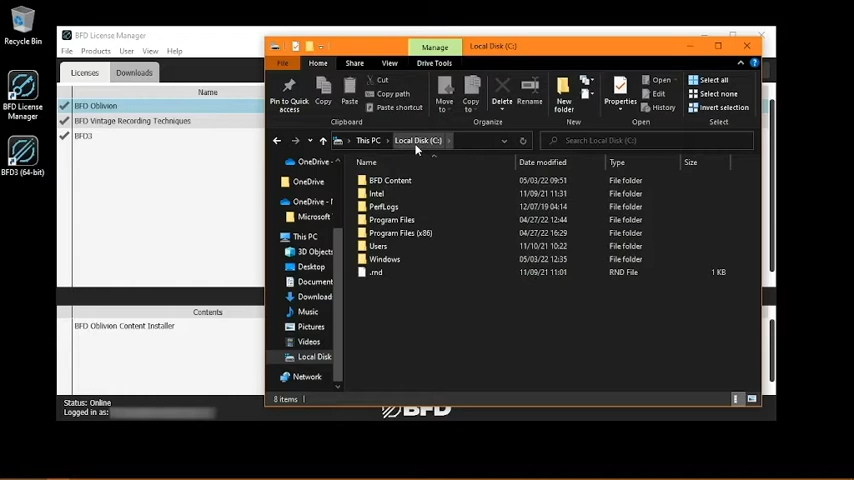 Recycle Bin
BFD License
Manager
BFD3 (64-bit)
BFD License Manager
File Products User View Help
Licenses Downloads
Name
BFD Oblivion
BFD Vintage Recording Techniques
BFD3
Contents
BFD Oblivion Content Installer
Status: Online
Logged in as:
BFD
Manage
Local Disk (C:)
File Home Share View Drive Tools
Pin to Quick
access
Copy
Paste
Cut
Copy path
Paste shortcut
Clipboard
Move
to
Copy
to
Delete
Rename
Organize
New
folder
New
Properties
Open
Edit
History
Open
Select all
Select none
Invert selection
Select
This PC Local Disk (C:)
Search Local Disk (C:)
Name Date modified Type Size
OneDrive -
OneDrive
OneDrive -
Microsoft
This PC
3D Objects
Desktop
Document
Download
Music
Pictures
Videos
Local Disk
Network
BFD Content 05/03/22 09:51 File folder
Intel 11/09/21 11:31 File folder
PerfLogs 12/07/19 04:14 File folder
Program Files 04/27/22 12:44 File folder
Program Files (x86) 04/27/22 16:29 File folder
Users 11/10/21 10:22 File folder
Windows 05/03/22 12:35 File folder
.rnd 11/09/21 11:01 RND File 1 KB
8 items